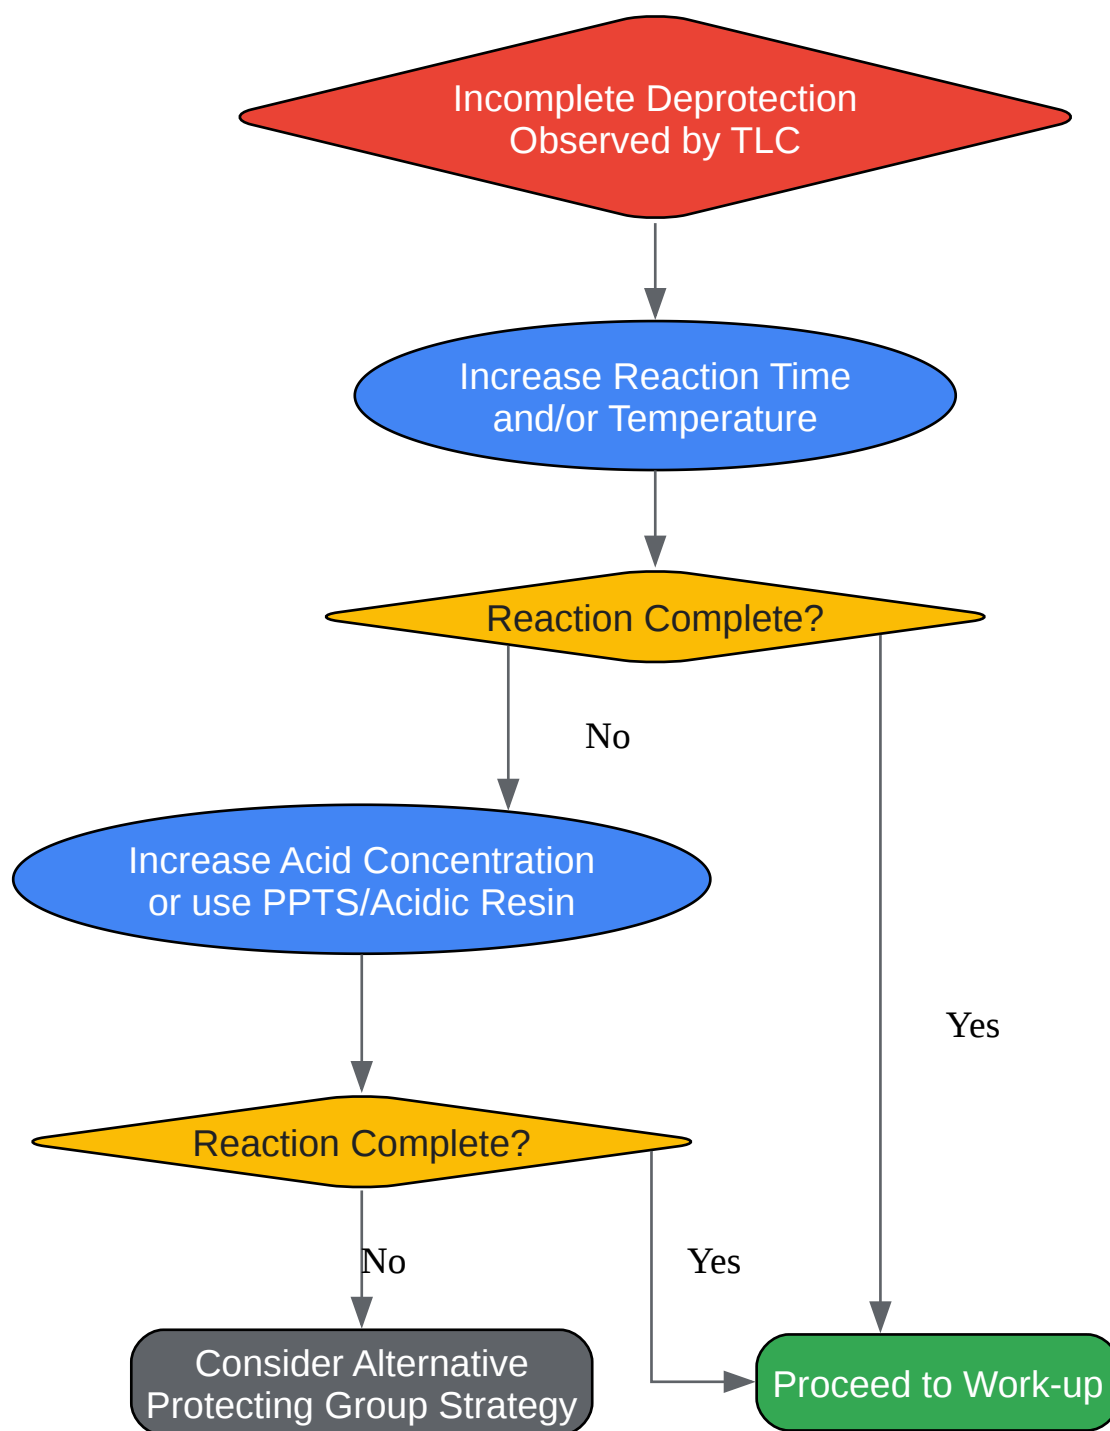 Incomplete Deprotection
Observed by TLC
Increase Reaction Time
and/or Temperature
Reaction Complete?
No
Increase Acid Concentration
or use PPTS/Acidic Resin
Yes
Reaction Complete?
No
Yes
Consider Alternative
Protecting Group Strategy
Proceed to Work-up